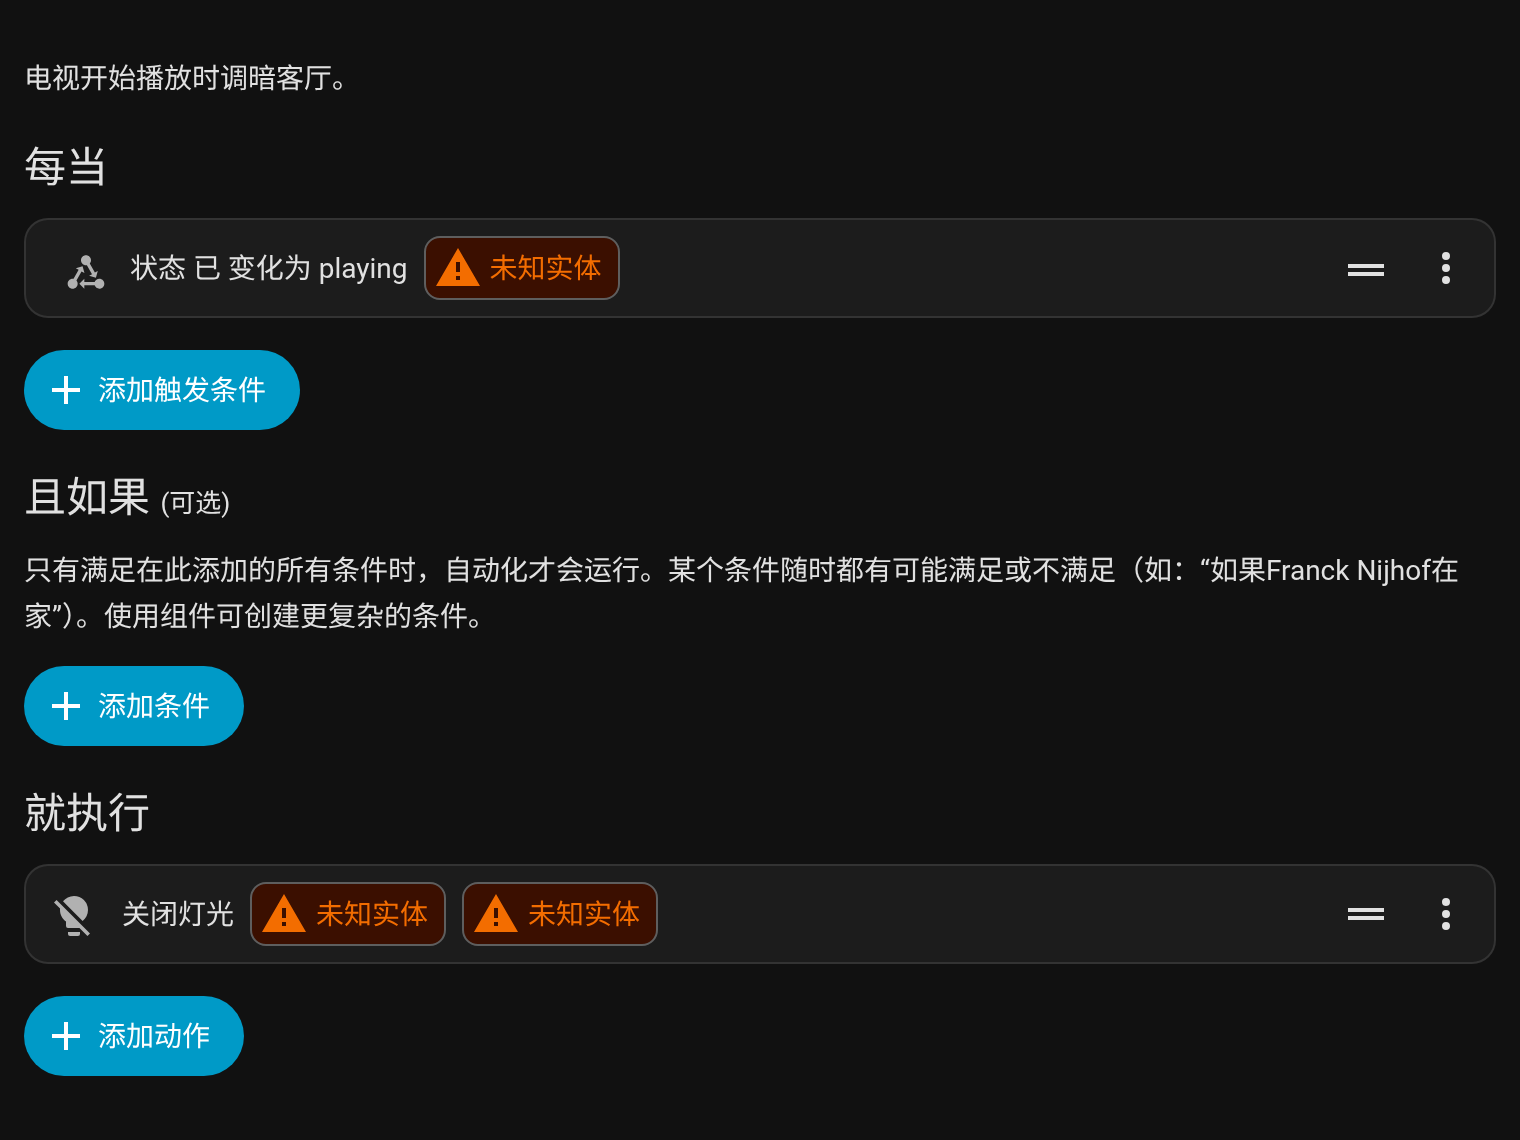 电视开始播放时调暗客厅。
每当
状态 已 变化为 playing 未知实体
添加触发条件
且如果 (可选)
只有满足在此添加的所有条件时，自动化才会运行。某个条件随时都有可能满足或不满足（如：“如果Franck Nijhof在
家”）。使用组件可创建更复杂的条件。
添加条件
就执行
关闭灯光 未知实体 未知实体
添加动作